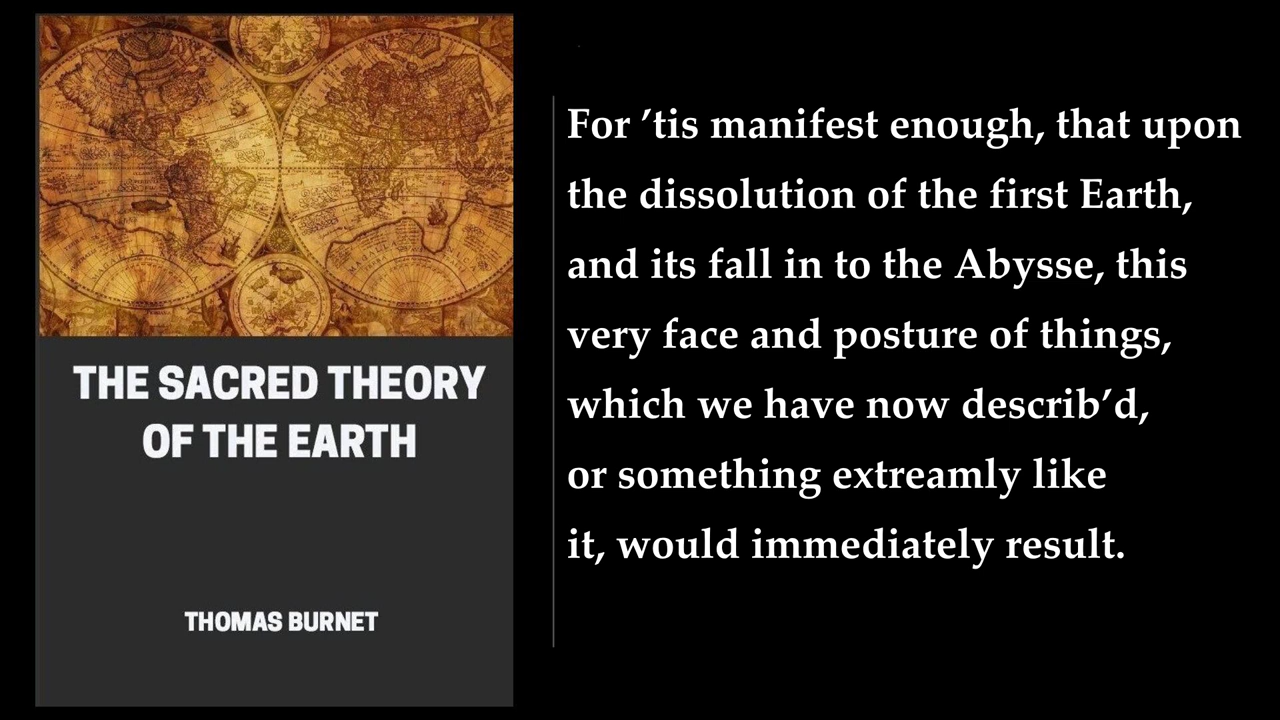 THE SACRED THEORY
OF THE EARTH
THOMAS BURNET
For ’tis manifest enough, that upon
the dissolution of the first Earth,
and its fall in to the Abysse, this
very face and posture of things,
which we have now describ’d,
or something extreamly like
it, would immediately result.